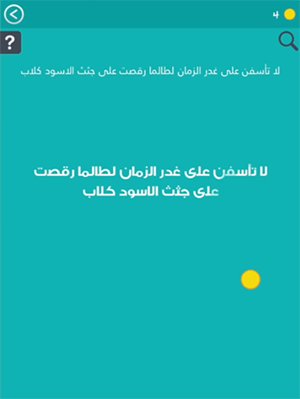 4
?
لا تأسفن على غدر الزمان لطالما رقصت على جثث الاسود كلاب
لا تأسفن على غدر الزمان لطالما رقصت
على جثث الاسود كلاب